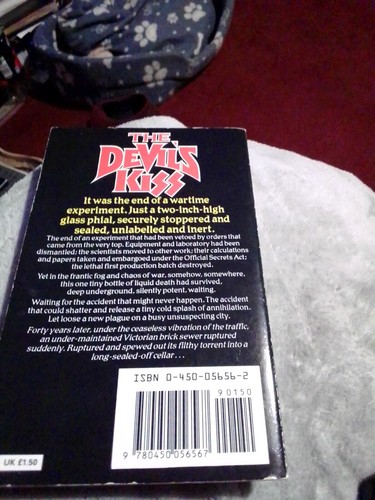 THE
DEVIL'S
KISS
It was the end of a wartime
experiment. Just a two-inch-high
glass phial, securely stoppered and
sealed, unlabelled and inert.
The end of an experiment that had been vetoed by orders that
came from the very top. Equipment and laboratory had been
dismantled; the scientists moved to other work; their calculations
and papers taken and embargoed under the Official Secrets Act;
the lethal first production batch destroyed.
Yet in the frantic fog and chaos of war, somehow, somewhere,
this one tiny bottle of liquid death had survived,
deep underground, silently potent, waiting.
Waiting for the accident that might never happen. The accident
that could shatter and release a tiny cold splash of annihilation.
Let loose a new plague on a busy unsuspecting city.
Forty years later, under the ceaseless vibration of the traffic,
an under-maintained Victorian brick sewer ruptured
suddenly. Ruptured and spewed out its filthy torrent into a
long-sealed-off cellar...
ISBN 0-450-05656-2
90150
9 780450 056567
UK £1.50